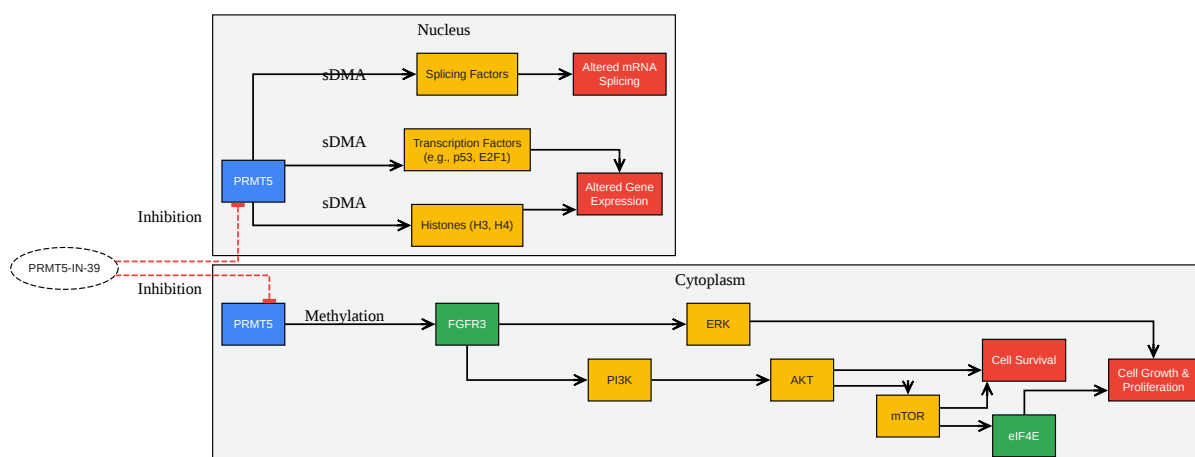 Nucleus
sDMA
Splicing Factors
Altered mRNA
Splicing
sDMA
Transcription Factors
(e.g., p53, E2F1)
PRMT5
Altered Gene
Expression
sDMA
Histones (H3, H4)
Inhibition
PRMT5-IN-39
Inhibition
Cytoplasm
PRMT5
Methylation
FGFR3
ERK
Cell Survival
PI3K
AKT
Cell Growth &
Proliferation
mTOR
eIF4E